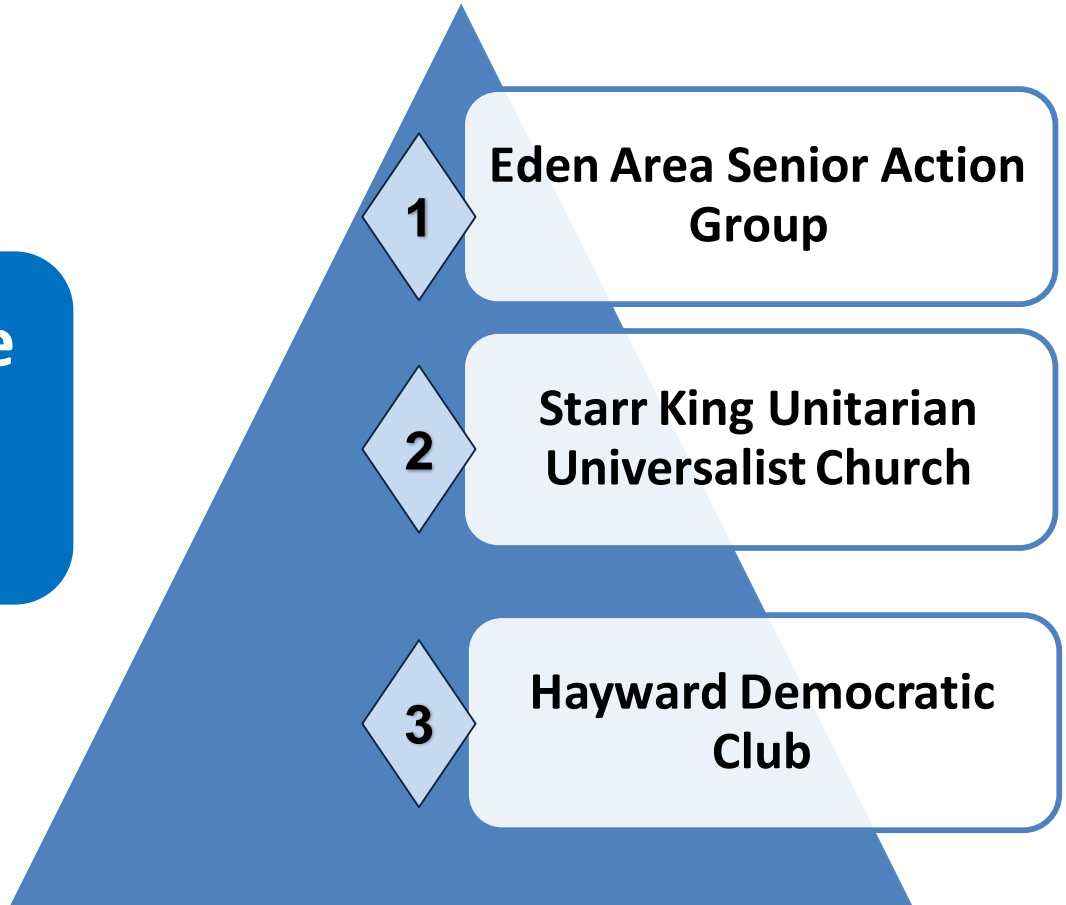 1
Eden Area Senior Action
Group
2
Starr King Unitarian
Universalist Church
3
Hayward Democratic
Club